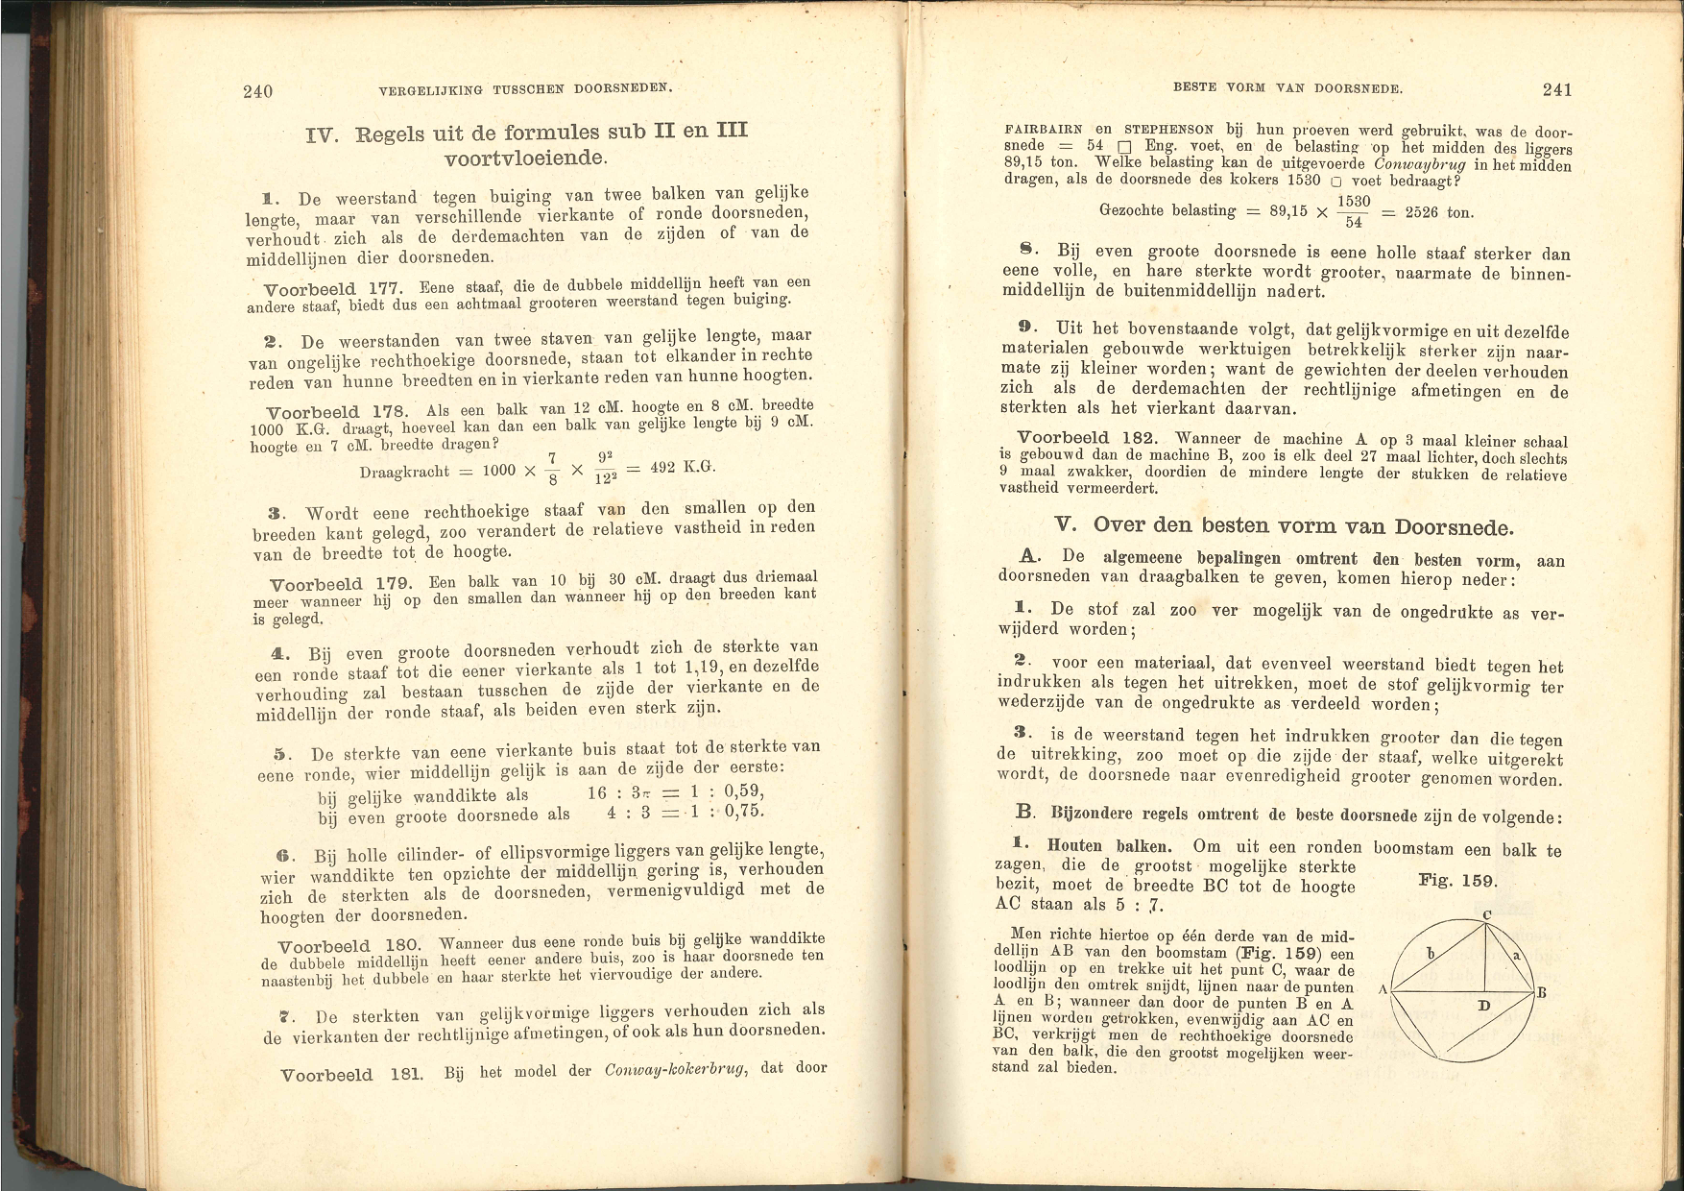 240 VERGELIJKING TUSSCHEN DOORSNEDEN.
IV. Regels uit de formules sub II en III
voortvloeiende.
1. De weerstand tegen buiging van twee balken van gelijke
lengte, maar van verschillende vierkante of ronde doorsneden,
verhoudt zich als de derdemachten van de zijden of van de
middellijnen dier doorsneden.
Voorbeeld 177. Eene staaf, die de dubbele middellijn heeft van een
andere staaf, biedt dus een achtmaal grooteren weerstand tegen buiging.
2. De weerstanden van twee staven van gelijke lengte, maar
van ongelijke rechthoekige doorsnede, staan tot elkander in rechte
reden van hunne breedten en in vierkante reden van hunne hoogten.
Voorbeeld 178. Als een balk van 12 cM. hoogte en 8 cM. breedte
1000 K.G. draagt, hoeveel kan dan een balk van gelijke lengte bij 9 cM.
hoogte en 7 cM. breedte dragen?
Draagkracht = 1000 × 7/8 × 9²/12² = 492 K.G.
3. Wordt eene rechthoekige staaf van den smallen op den
breeden kant gelegd, zoo verandert de relatieve vastheid in reden
van de breedte tot de hoogte.
Voorbeeld 179. Een balk van 10 bij 30 cM. draagt dus driemaal
meer wanneer hij op den smallen dan wanneer hij op den breeden kant
is gelegd.
4. Bij even groote doorsneden verhoudt zich de sterkte van
een ronde staaf tot die eener vierkante als 1 tot 1,19, en dezelfde
verhouding zal bestaan tusschen de zijde der vierkante en de
middellijn der ronde staaf, als beiden even sterk zijn.
5. De sterkte van eene vierkante buis staat tot de sterkte van
eene ronde, wier middellijn gelijk is aan de zijde der eerste:
bij gelijke wanddikte als 16 : 3π = 1 : 0,59,
bij even groote doorsnede als 4 : 3 = 1 : 0,75.
6. Bij holle cilinder- of ellipsvormige liggers van gelijke lengte,
wier wanddikte ten opzichte der middellijn gering is, verhouden
zich de sterkten als de doorsneden, vermenigvuldigd met de
hoogten der doorsneden.
Voorbeeld 180. Wanneer dus eene ronde buis bij gelijke wanddikte
de dubbele middellijn heeft eener andere buis, zoo is haar doorsnede ten
naastenbij het dubbele en haar sterkte het viervoudige der andere.
7. De sterkten van gelijkvormige liggers verhouden zich als
de vierkanten der rechtlijnige afmetingen, of ook als hun doorsneden.
Voorbeeld 181. Bij het model der Conway-kokerbrug, dat door
BESTE VORM VAN DOORSNEDE. 241
FAIRBAIRN en STEPHENSON bij hun proeven werd gebruikt, was de door-
snede = 54 □ Eng. voet, en de belasting op het midden des liggers
89,15 ton. Welke belasting kan de uitgevoerde Conwaybrug in het midden
dragen, als de doorsnede des kokers 1530 □ voet bedraagt?
Gezochte belasting = 89,15 × 1530/54 = 2526 ton.
8. Bij even groote doorsnede is eene holle staaf sterker dan
eene volle, en hare sterkte wordt grooter, naarmate de binnen-
middellijn de buitenmiddellijn nadert.
9. Uit het bovenstaande volgt, dat gelijkvormige en uit dezelfde
materialen gebouwde werktuigen betrekkelijk sterker zijn naar-
mate zij kleiner worden; want de gewichten der deelen verhouden
zich als de derdemachten der rechtlijnige afmetingen en de
sterkten als het vierkant daarvan.
Voorbeeld 182. Wanneer de machine A op 3 maal kleiner schaal
is gebouwd dan de machine B, zoo is elk deel 27 maal lichter, doch slechts
9 maal zwakker, doordien de mindere lengte der stukken de relatieve
vastheid vermeerdert.
V. Over den besten vorm van Doorsnede.
A. De algemeene bepalingen omtrent den besten vorm, aan
doorsneden van draagbalken te geven, komen hierop neder:
1. De stof zal zoo ver mogelijk van de ongedrukte as ver-
wijderd worden;
2. voor een materiaal, dat evenveel weerstand biedt tegen het
indrukken als tegen het uitrekken, moet de stof gelijkvormig ter
wederzijde van de ongedrukte as verdeeld worden;
3. is de weerstand tegen het indrukken grooter dan die tegen
de uitrekking, zoo moet op die zijde der staaf, welke uitgerekt
wordt, de doorsnede naar evenredigheid grooter genomen worden.
B. Bijzondere regels omtrent de beste doorsnede zijn de volgende:
1. Houten balken. Om uit een ronden boomstam een balk te
zagen, die de grootst mogelijke sterkte
bezit, moet de breedte BC tot de hoogte
AC staan als 5 : 7.
Men richte hiertoe op één derde van de mid-
dellijn AB van den boomstam (Fig. 159) een
loodlijn op en trekke uit het punt C, waar de
loodlijn den omtrek snijdt, lijnen naar de punten
A en B; wanneer dan door de punten B en A
lijnen worden getrokken, evenwijdig aan AC en
BC, verkrijgt men de rechthoekige doorsnede
van den balk, die den grootst mogelijken weer-
stand zal bieden.
Fig. 159.
C
b
a
A
D
B